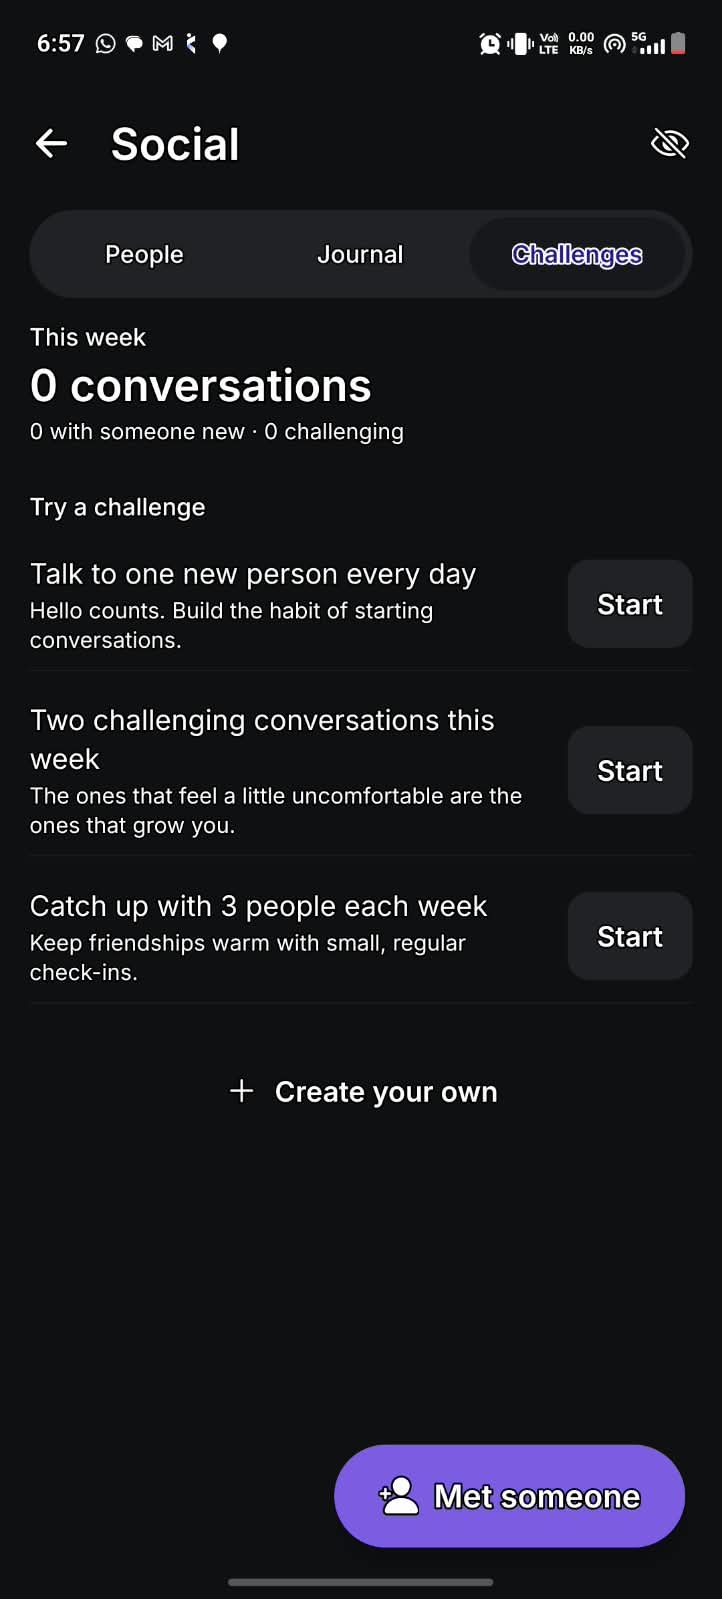 6:57
Vo) LTE
0.00 KB/s
5G
Social
People
Journal
Challenges
This week
0 conversations
0 with someone new · 0 challenging
Try a challenge
Talk to one new person every day
Hello counts. Build the habit of starting
conversations.
Start
Two challenging conversations this
week
The ones that feel a little uncomfortable are the
ones that grow you.
Start
Catch up with 3 people each week
Keep friendships warm with small, regular
check-ins.
Start
+ Create your own
Met someone